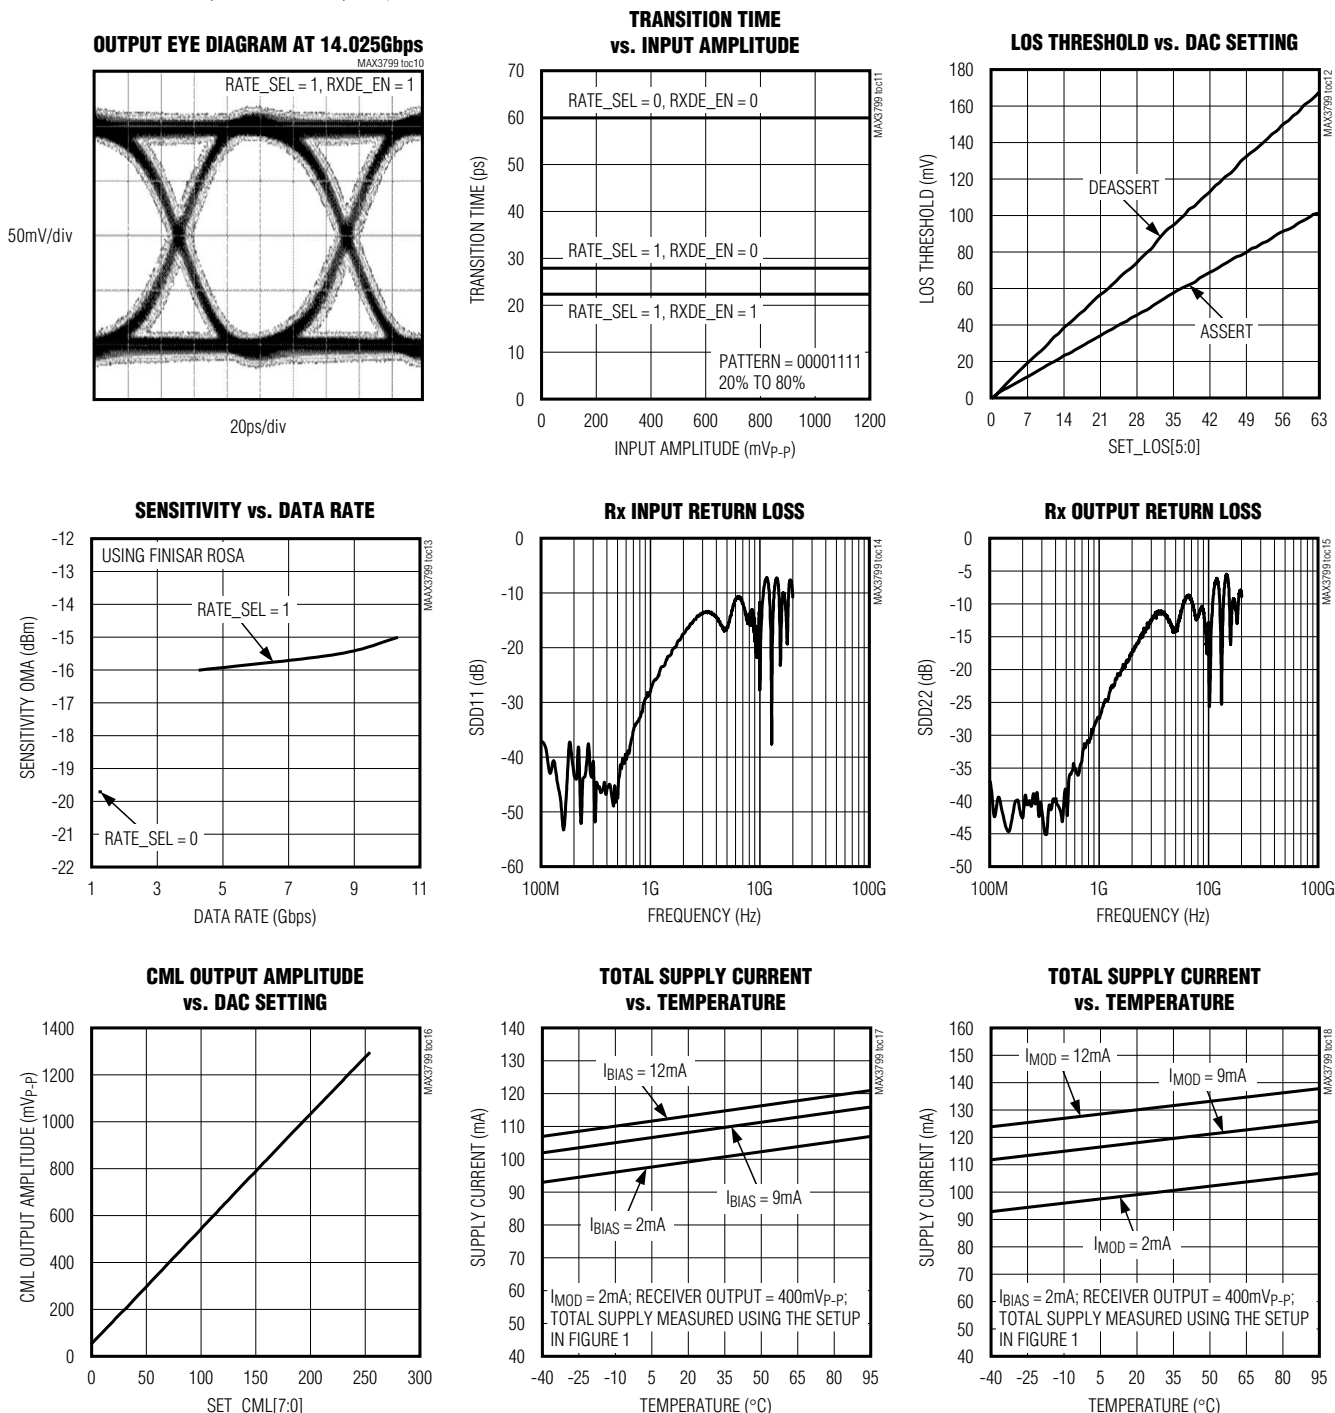 OUTPUT EYE DIAGRAM AT 14.025Gbps
MAX3799 toc10
RATE_SEL = 1, RXDE_EN = 1
50mV/div
20ps/div
TRANSITION TIME
vs. INPUT AMPLITUDE
MAX3799 toc11
TRANSITION TIME (ps)
70
60
50
40
30
20
10
0
RATE_SEL = 0, RXDE_EN = 0
RATE_SEL = 1, RXDE_EN = 0
RATE_SEL = 1, RXDE_EN = 1
PATTERN = 00001111
20% TO 80%
0 200 400 600 800 1000 1200
INPUT AMPLITUDE (mVP-P)
LOS THRESHOLD vs. DAC SETTING
MAX3799 toc12
LOS THRESHOLD (mV)
180
160
140
120
100
80
60
40
20
0
DEASSERT
ASSERT
0 7 14 21 28 35 42 49 56 63
SET_LOS[5:0]
SENSITIVITY vs. DATA RATE
MAAX3799 toc13
SENSITIVITY OMA (dBm)
-12
-13
-14
-15
-16
-17
-18
-19
-20
-21
-22
USING FINISAR ROSA
RATE_SEL = 1
RATE_SEL = 0
1 3 5 7 9 11
DATA RATE (Gbps)
Rx INPUT RETURN LOSS
MAX3799 toc14
SDD11 (dB)
0
-10
-20
-30
-40
-50
-60
100M 1G 10G 100G
FREQUENCY (Hz)
Rx OUTPUT RETURN LOSS
MAX3799 toc15
SDD22 (dB)
0
-5
-10
-15
-20
-25
-30
-35
-40
-45
-50
100M 1G 10G 100G
FREQUENCY (Hz)
CML OUTPUT AMPLITUDE
vs. DAC SETTING
MAX3799 toc16
CML OUTPUT AMPLITUDE (mVP-P)
1400
1200
1000
800
600
400
200
0
0 50 100 150 200 250 300
SET_CML[7:0]
TOTAL SUPPLY CURRENT
vs. TEMPERATURE
MAX3799 toc17
SUPPLY CURRENT (mA)
140
130
120
110
100
90
80
70
60
50
40
IBIAS = 12mA
IBIAS = 9mA
IBIAS = 2mA
IMOD = 2mA; RECEIVER OUTPUT = 400mVP-P;
TOTAL SUPPLY MEASURED USING THE SETUP
IN FIGURE 1
-40 -25 -10 5 20 35 50 65 80 95
TEMPERATURE (°C)
TOTAL SUPPLY CURRENT
vs. TEMPERATURE
MAX3799 toc18
SUPPLY CURRENT (mA)
160
150
140
130
120
110
100
90
80
70
60
50
40
IMOD = 12mA
IMOD = 9mA
IMOD = 2mA
IBIAS = 2mA; RECEIVER OUTPUT = 400mVP-P;
TOTAL SUPPLY MEASURED USING THE SETUP
IN FIGURE 1
-40 -25 -10 5 20 35 50 65 80 95
TEMPERATURE (°C)